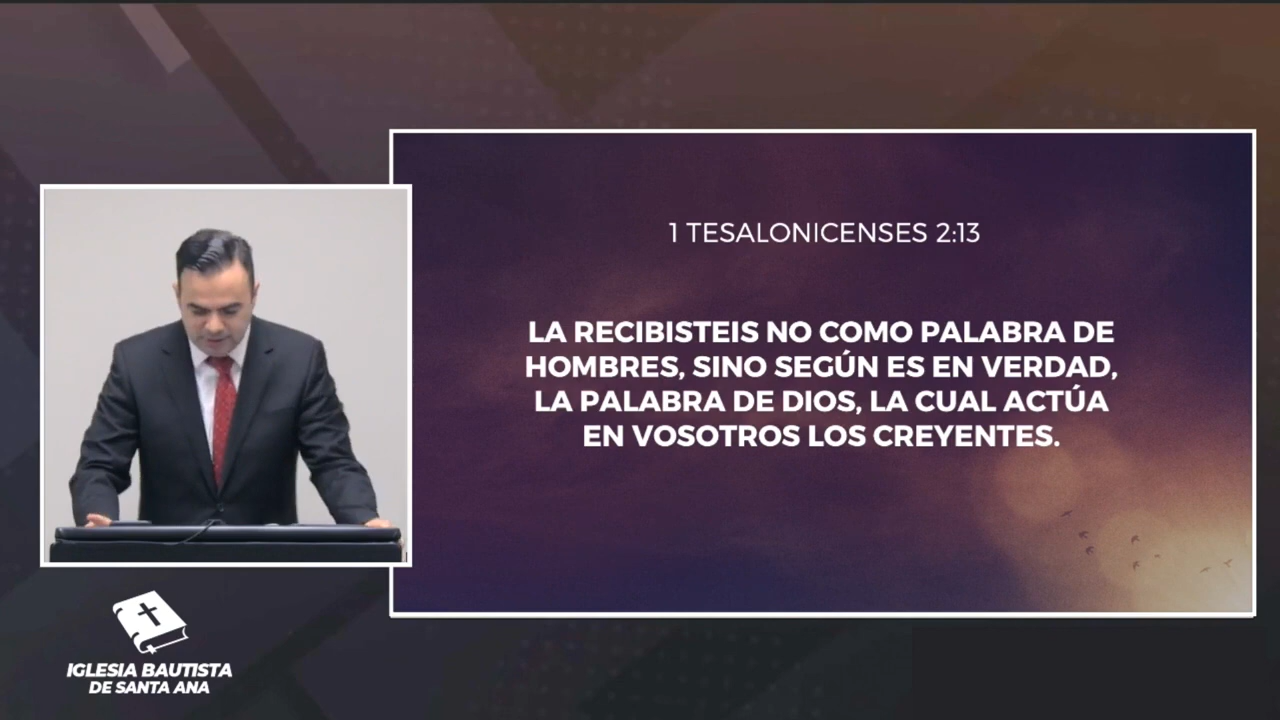 1 TESALONICENSES 2:13
LA RECIBISTEIS NO COMO PALABRA DE
HOMBRES, SINO SEGÚN ES EN VERDAD,
LA PALABRA DE DIOS, LA CUAL ACTÚA
EN VOSOTROS LOS CREYENTES.
IGLESIA BAUTISTA
DE SANTA ANA